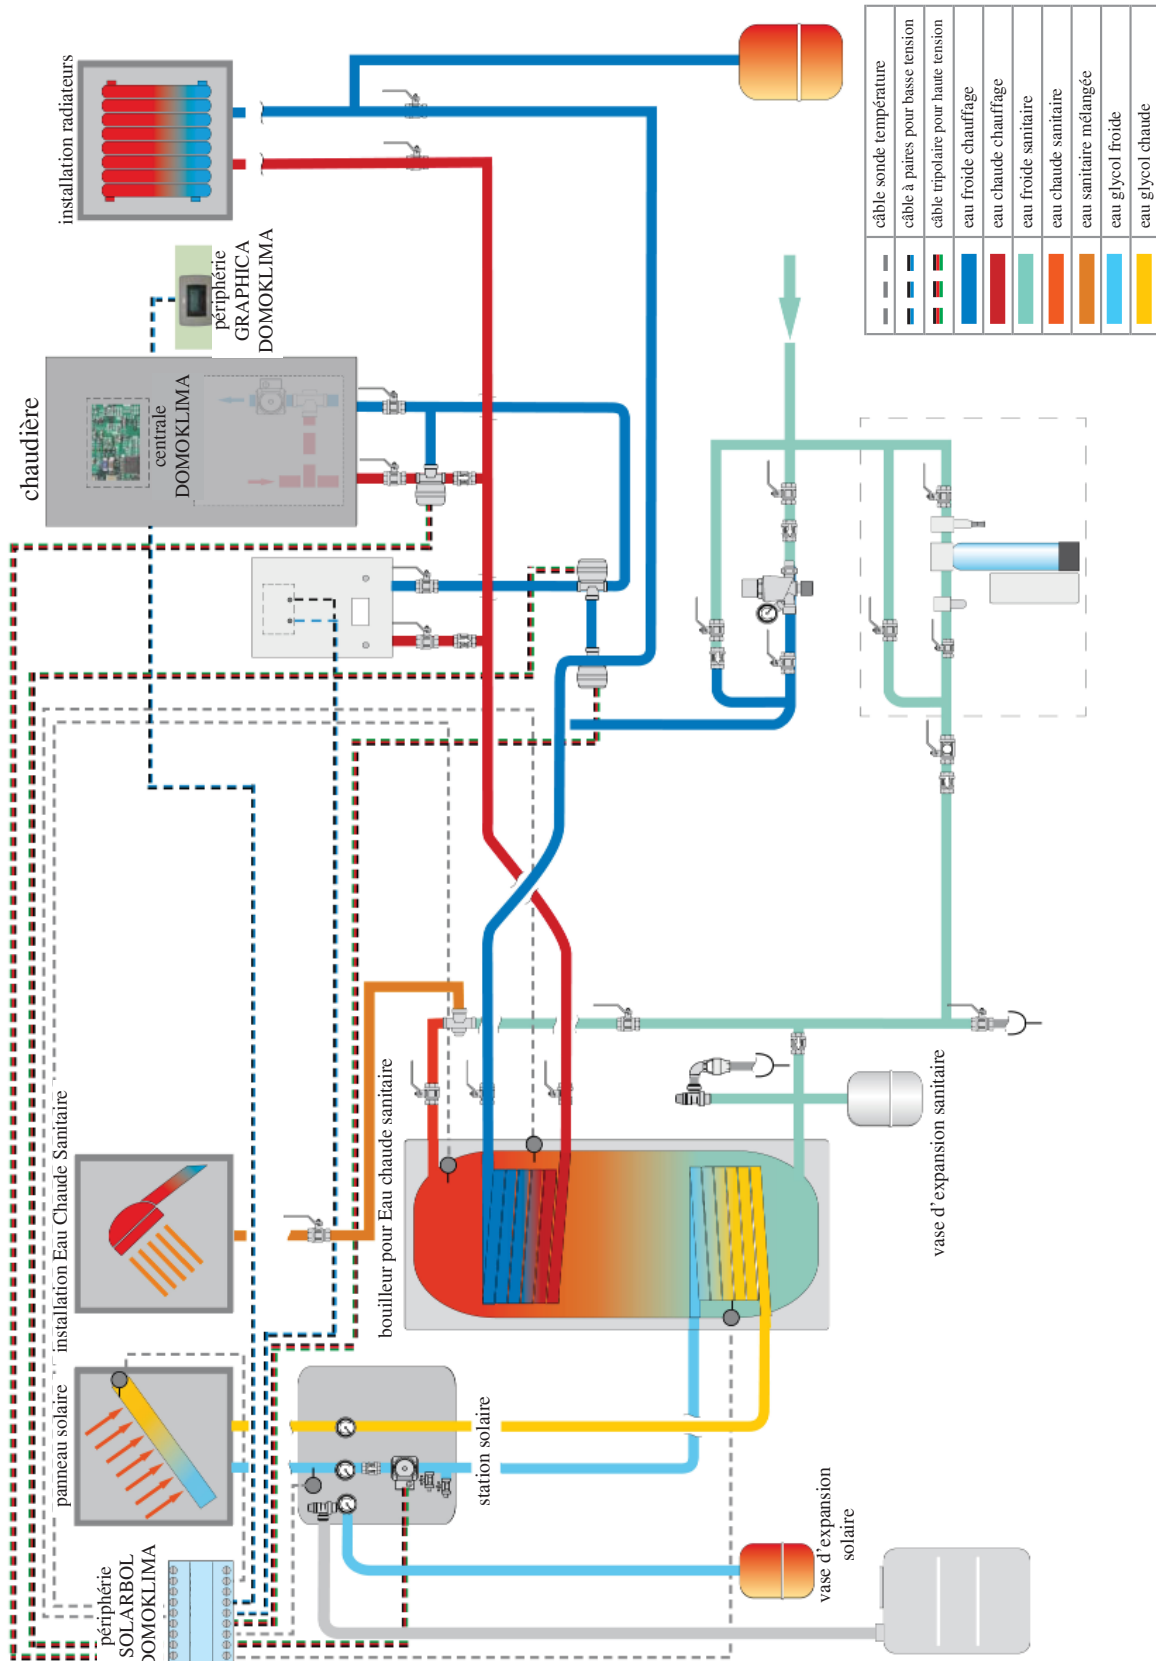 installation radiateurs
périphérie
GRAPHICA
DOMOKLIMA
chaudière
centrale
DOMOKLIMA
installation Eau Chaude Sanitaire
bouilleur pour Eau chaude sanitaire
vase d'expansion sanitaire
panneau solaire
station solaire
vase d'expansion
solaire
périphérie
SOLARBOL
DOMOKLIMA
câble sonde température
câble à paires pour basse tension
câble tripolaire pour haute tension
eau froide chauffage
eau chaude chauffage
eau froide sanitaire
eau chaude sanitaire
eau sanitaire mélangée
eau glycol froide
eau glycol chaude